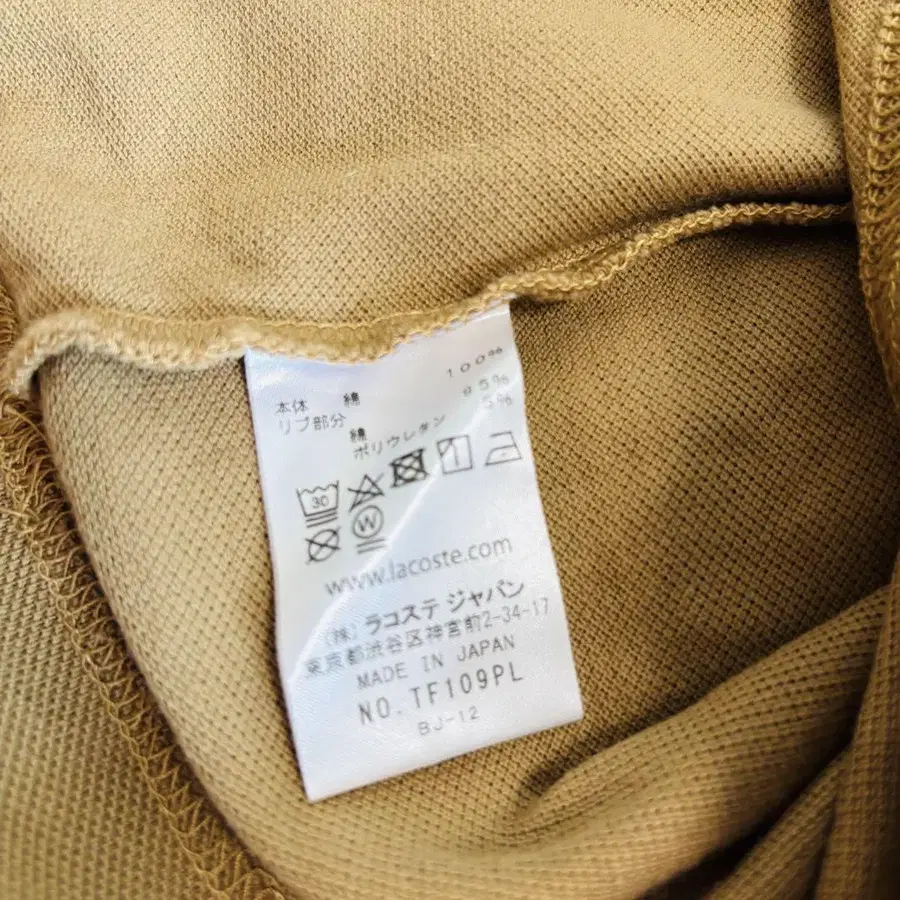 本体 綿 100%
リブ部分 綿 95%
ポリウレタン 5%
30
W
www.lacoste.com
(株) ラコステ ジャパン
東京都渋谷区神宮前2-34-17
MADE IN JAPAN
NO. TF109PL
BJ-12